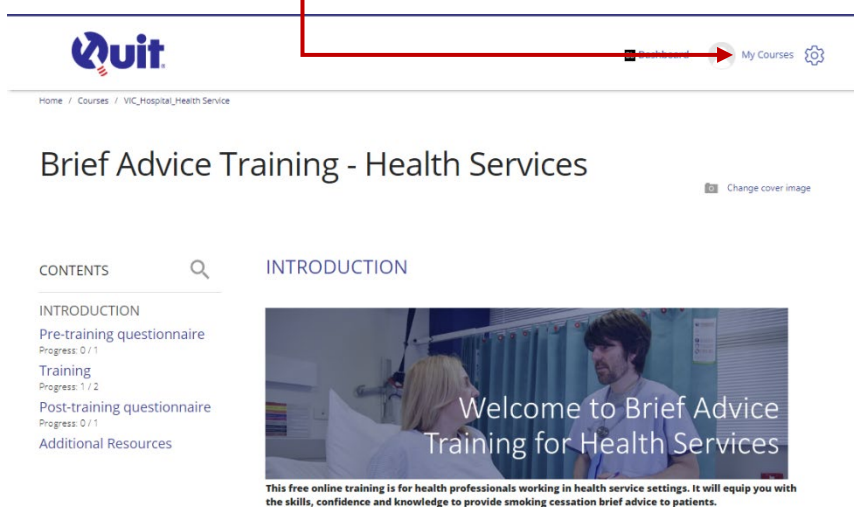 Quit
Dashboard My Courses
Home / Courses / VIC_Hospital_Health Service
Brief Advice Training - Health Services
Change cover image
CONTENTS
INTRODUCTION
Pre-training questionnaire
Progress: 0 / 1
Training
Progress: 1 / 2
Post-training questionnaire
Progress: 0 / 1
Additional Resources
INTRODUCTION
Welcome to Brief Advice
Training for Health Services
This free online training is for health professionals working in health service settings. It will equip you with
the skills, confidence and knowledge to provide smoking cessation brief advice to patients.